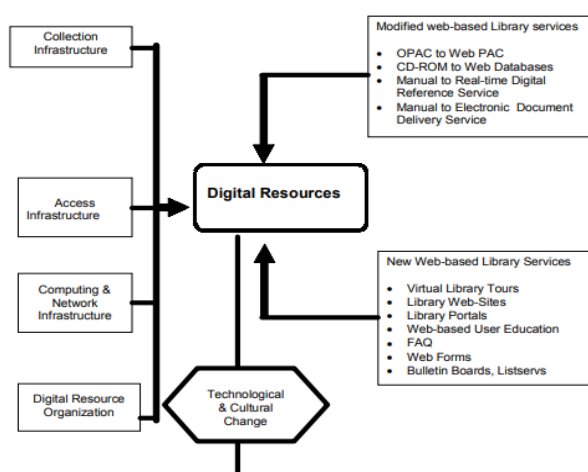 Collection
Infrastructure
Access
Infrastructure
Computing &
Network
Infrastructure
Digital Resource
Organization
Digital Resources
Technological
& Cultural
Change
Modified web-based Library services
• OPAC to Web PAC
• CD-ROM to Web Databases
• Manual to Real-time Digital
Reference Service
• Manual to Electronic Document
Delivery Service
New Web-based Library Services
• Virtual Library Tours
• Library Web-Sites
• Library Portals
• Web-based User Education
• FAQ
• Web Forms
• Bulletin Boards, Listservs